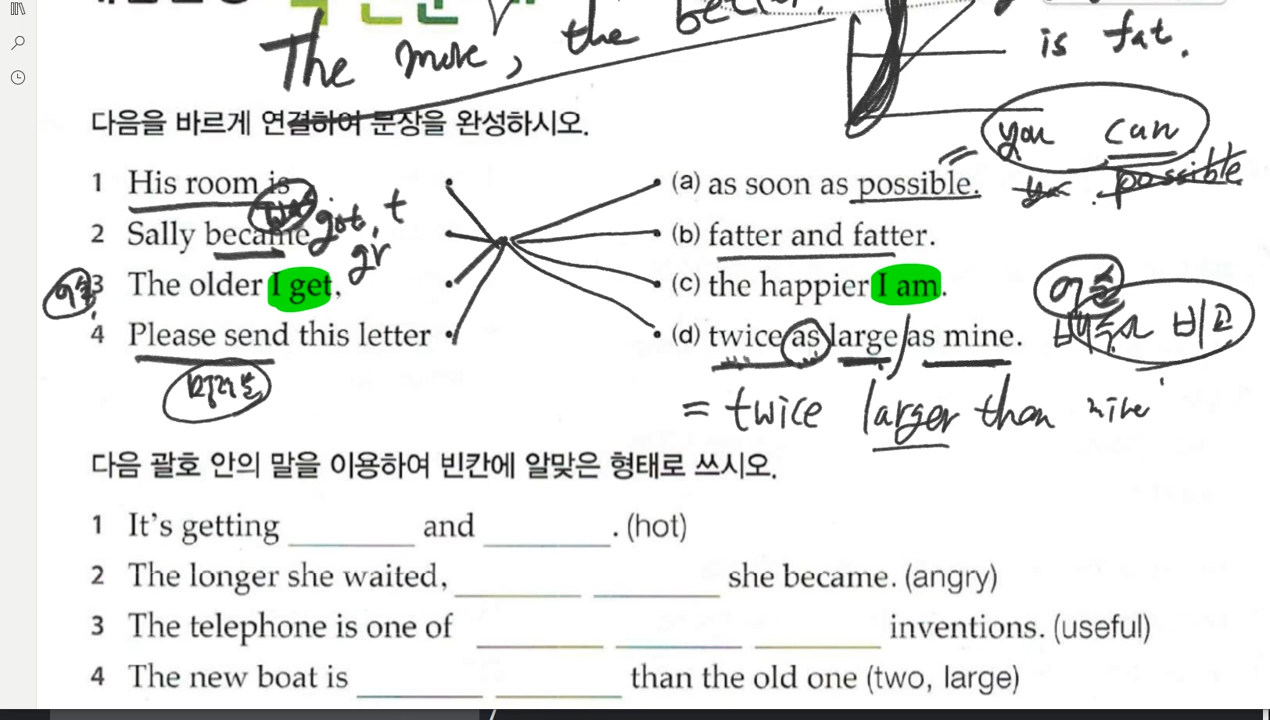 The more, the better.
is fat.
you can
다음을 바르게 연결하여 문장을 완성하시오.
possible
1 His room is (a) as soon as possible.
got, t
2 Sally became (b) fatter and fatter.
gr
3 The older I get, (c) the happier I am.
4 Please send this letter (d) twice as large as mine.
= twice larger than mine
다음 괄호 안의 말을 이용하여 빈칸에 알맞은 형태로 쓰시오.
1 It's getting ________ and ________. (hot)
2 The longer she waited, ________ ________ she became. (angry)
3 The telephone is one of ________ ________ ________ inventions. (useful)
4 The new boat is ________ ________ than the old one (two, large)